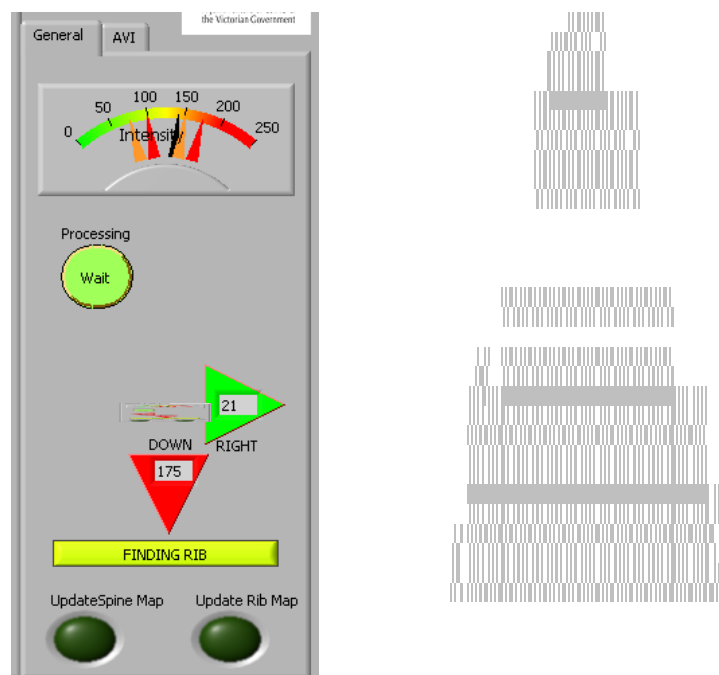 the Victorian Government
General
AVI
0
50
100
150
200
250
Intensity
Processing
Wait
21
DOWN
RIGHT
175
FINDING RIB
UpdateSpine Map
Update Rib Map